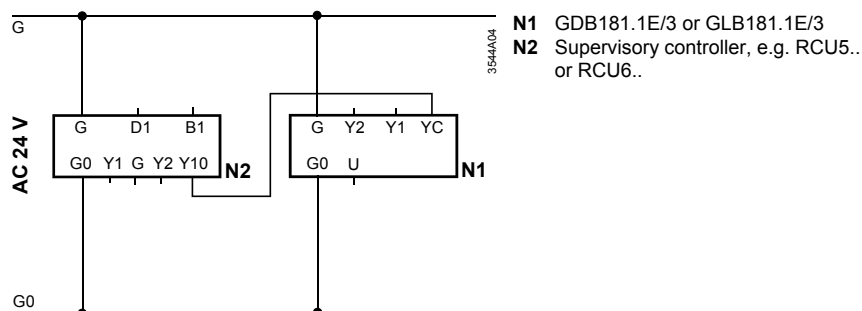 G
3544A04
N1 GDB181.1E/3 or GLB181.1E/3
N2 Supervisory controller, e.g. RCU5..
or RCU6..
AC 24 V
G D1 B1
G0 Y1 G Y2 Y10
N2
G Y2 Y1 YC
G0 U
N1
G0